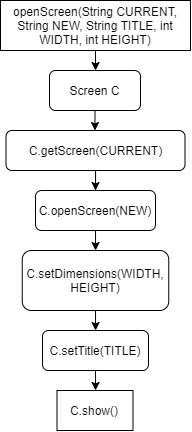 openScreen(String CURRENT,
String NEW, String TITLE, int
WIDTH, int HEIGHT)
Screen C
C.getScreen(CURRENT)
C.openScreen(NEW)
C.setDimensions(WIDTH,
HEIGHT)
C.setTitle(TITLE)
C.show()